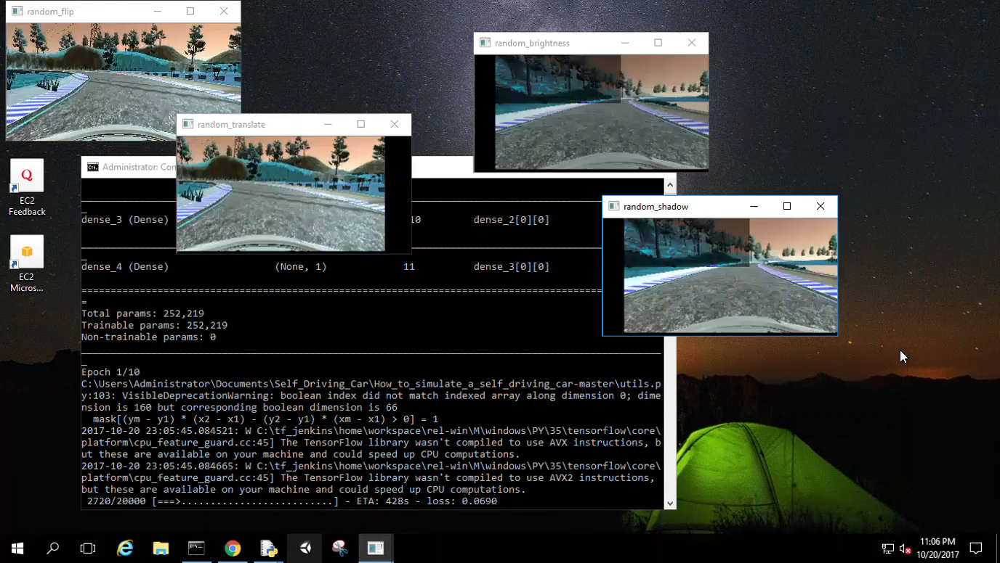 random_flip
random_brightness
random_translate
Administrator: Con
random_shadow
EC2
Feedback
EC2
Micros...
dense_3 (Dense) 10 dense_2[0][0]
dense_4 (Dense) (None, 1) 11 dense_3[0][0]
=================================================================================
=
Total params: 252,219
Trainable params: 252,219
Non-trainable params: 0
Epoch 1/10
C:\Users\Administrator\Documents\Self_Driving_Car\How_to_simulate_a_self_driving_car-master\utils.p
y:103: VisibleDeprecationWarning: boolean index did not match indexed array along dimension 0; dime
nsion is 160 but corresponding boolean dimension is 66
mask[(ym - y1) * (x2 - x1) - (y2 - y1) * (xm - x1) > 0] = 1
2017-10-20 23:05:45.084521: W C:\tf_jenkins\home\workspace\rel-win\M\windows\PY\35\tensorflow\core\
platform\cpu_feature_guard.cc:45] The TensorFlow library wasn't compiled to use AVX instructions, b
ut these are available on your machine and could speed up CPU computations.
2017-10-20 23:05:45.084665: W C:\tf_jenkins\home\workspace\rel-win\M\windows\PY\35\tensorflow\core\
platform\cpu_feature_guard.cc:45] The TensorFlow library wasn't compiled to use AVX2 instructions,
but these are available on your machine and could speed up CPU computations.
2720/20000 [===>..........................] - ETA: 428s - loss: 0.0690
11:06 PM
10/20/2017